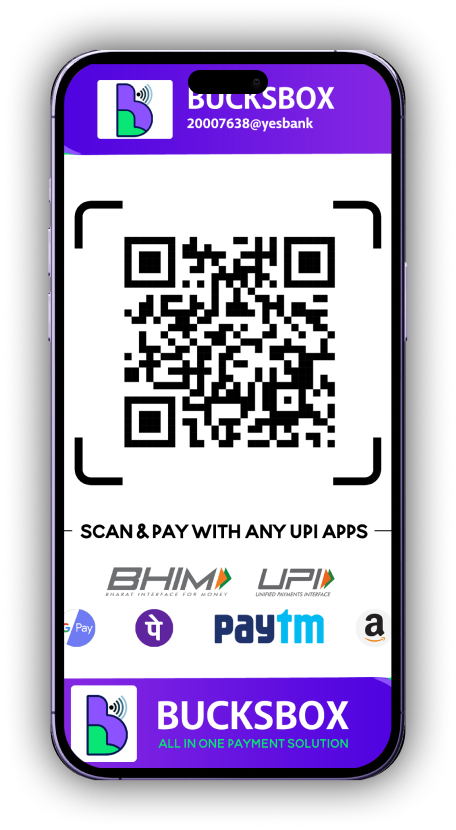 BUCKSBOX
20007638@yesbank
SCAN & PAY WITH ANY UPI APPS
BHIM UPI
BHARAT INTERFACE FOR MONEY UNIFIED PAYMENTS INTERFACE
G Pay पे paytm a
BUCKSBOX
ALL IN ONE PAYMENT SOLUTION